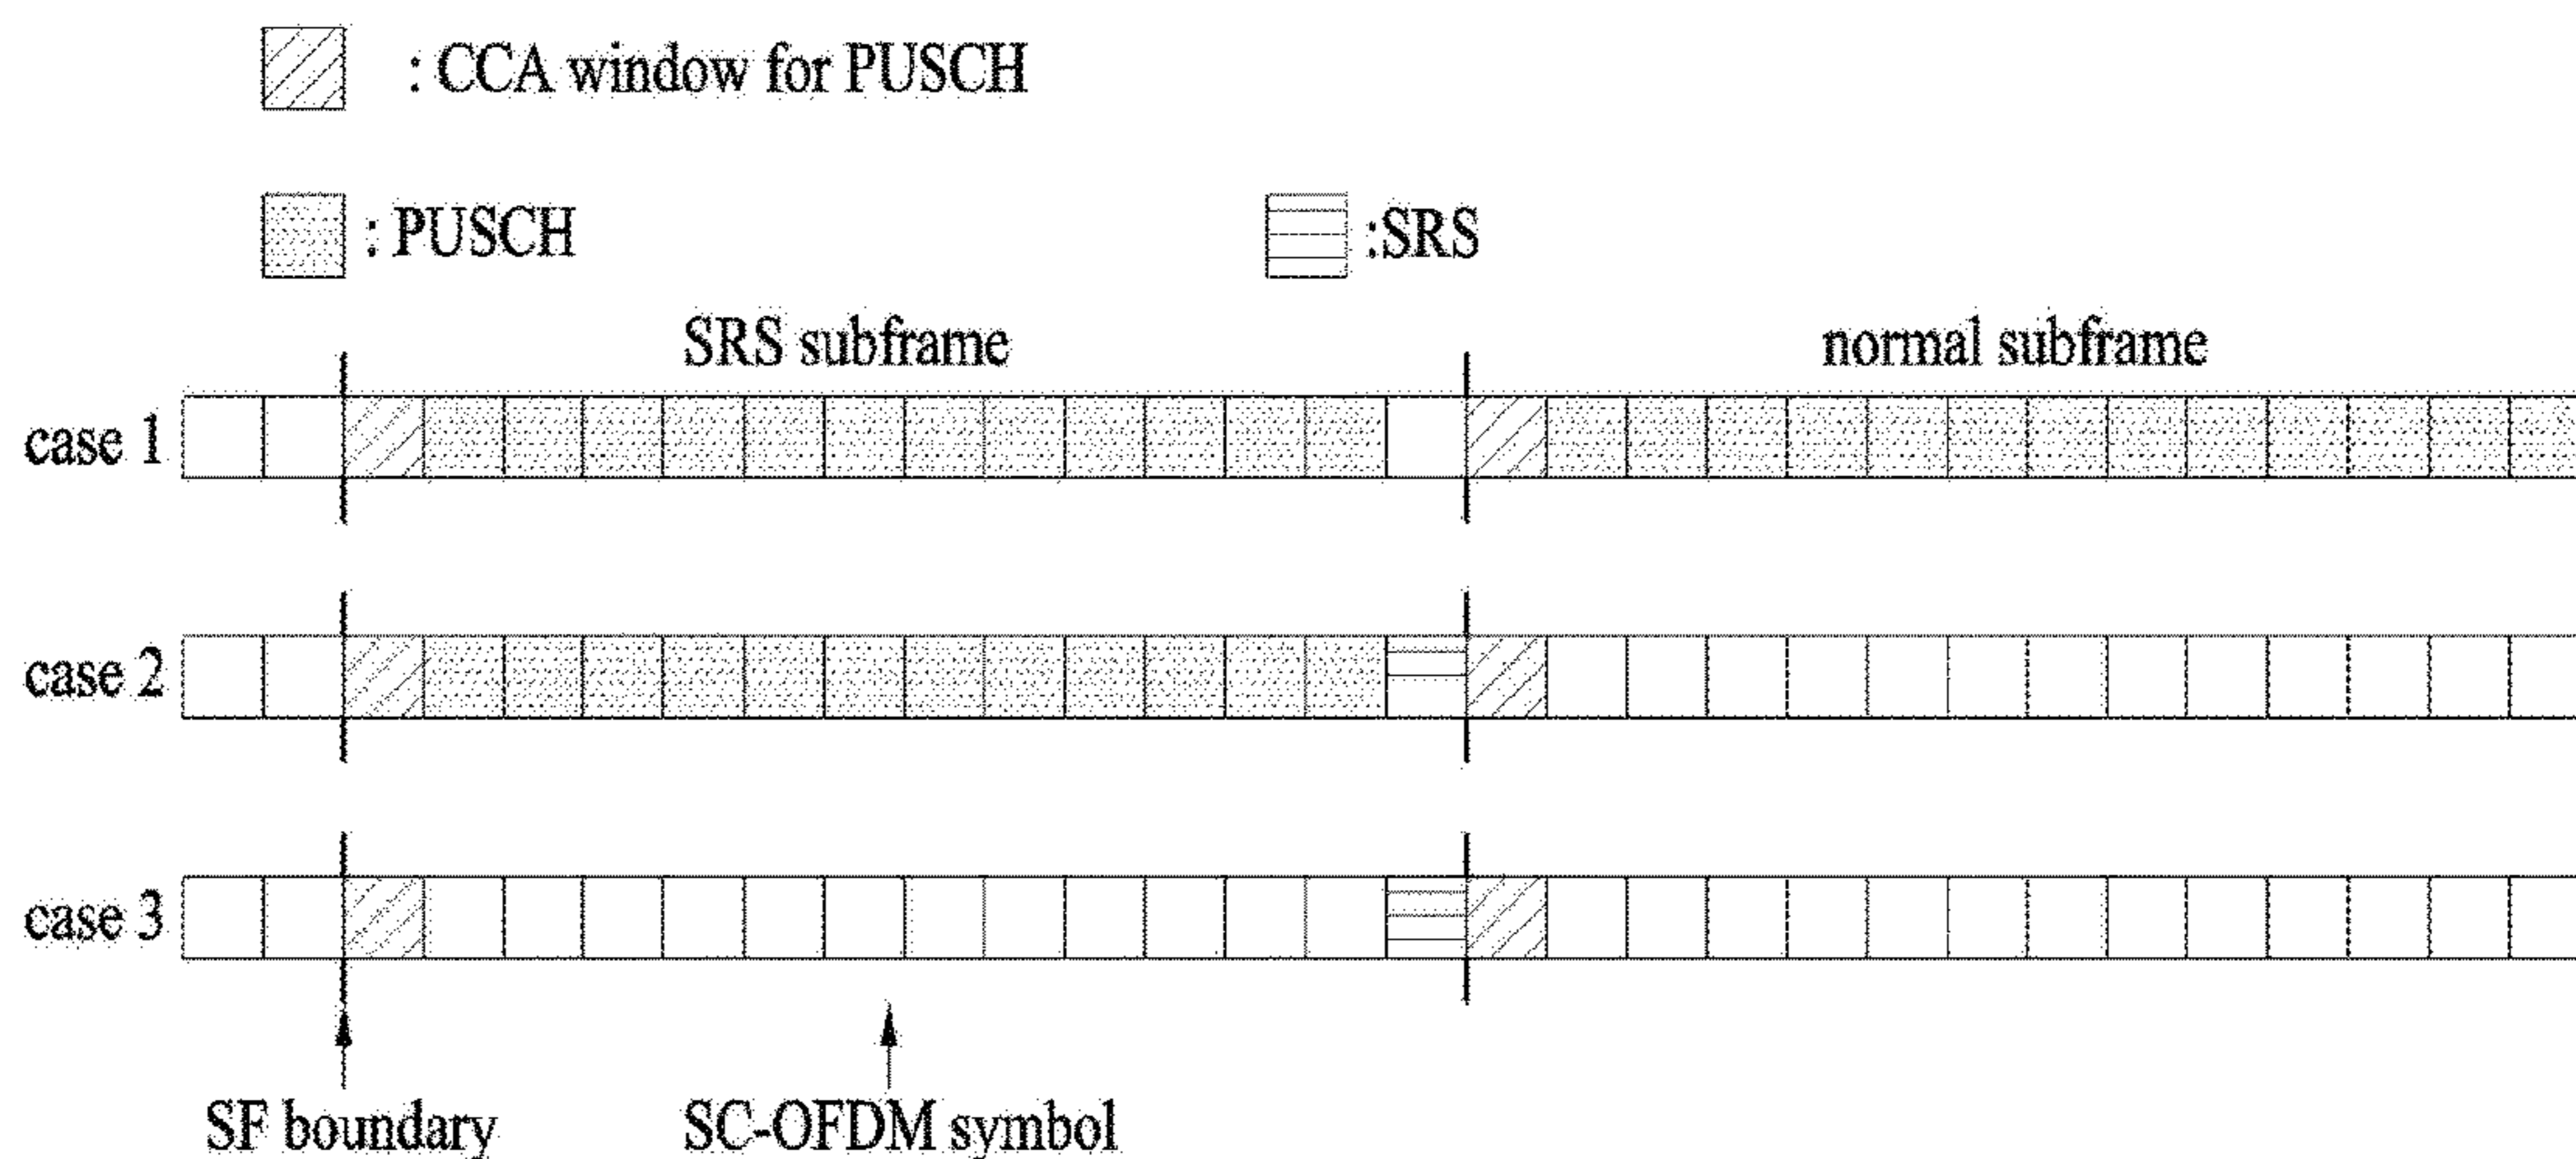 : CCA window for PUSCH
: PUSCH
:SRS
SRS subframe
normal subframe
case 1
case 2
case 3
SF boundary
SC-OFDM symbol